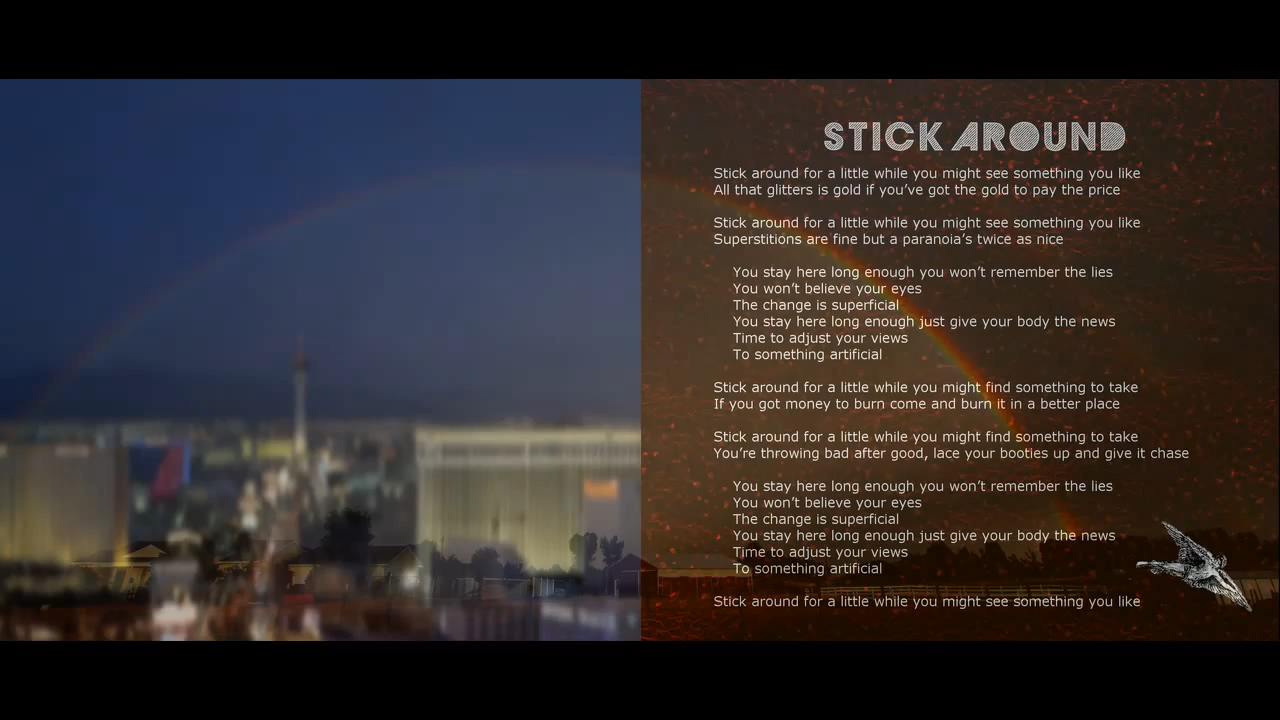 STICK AROUND
Stick around for a little while you might see something you like
All that glitters is gold if you’ve got the gold to pay the price
Stick around for a little while you might see something you like
Superstitions are fine but a paranoia’s twice as nice
You stay here long enough you won’t remember the lies
You won’t believe your eyes
The change is superficial
You stay here long enough just give your body the news
Time to adjust your views
To something artificial
Stick around for a little while you might find something to take
If you got money to burn come and burn it in a better place
Stick around for a little while you might find something to take
You’re throwing bad after good, lace your booties up and give it chase
You stay here long enough you won’t remember the lies
You won’t believe your eyes
The change is superficial
You stay here long enough just give your body the news
Time to adjust your views
To something artificial
Stick around for a little while you might see something you like